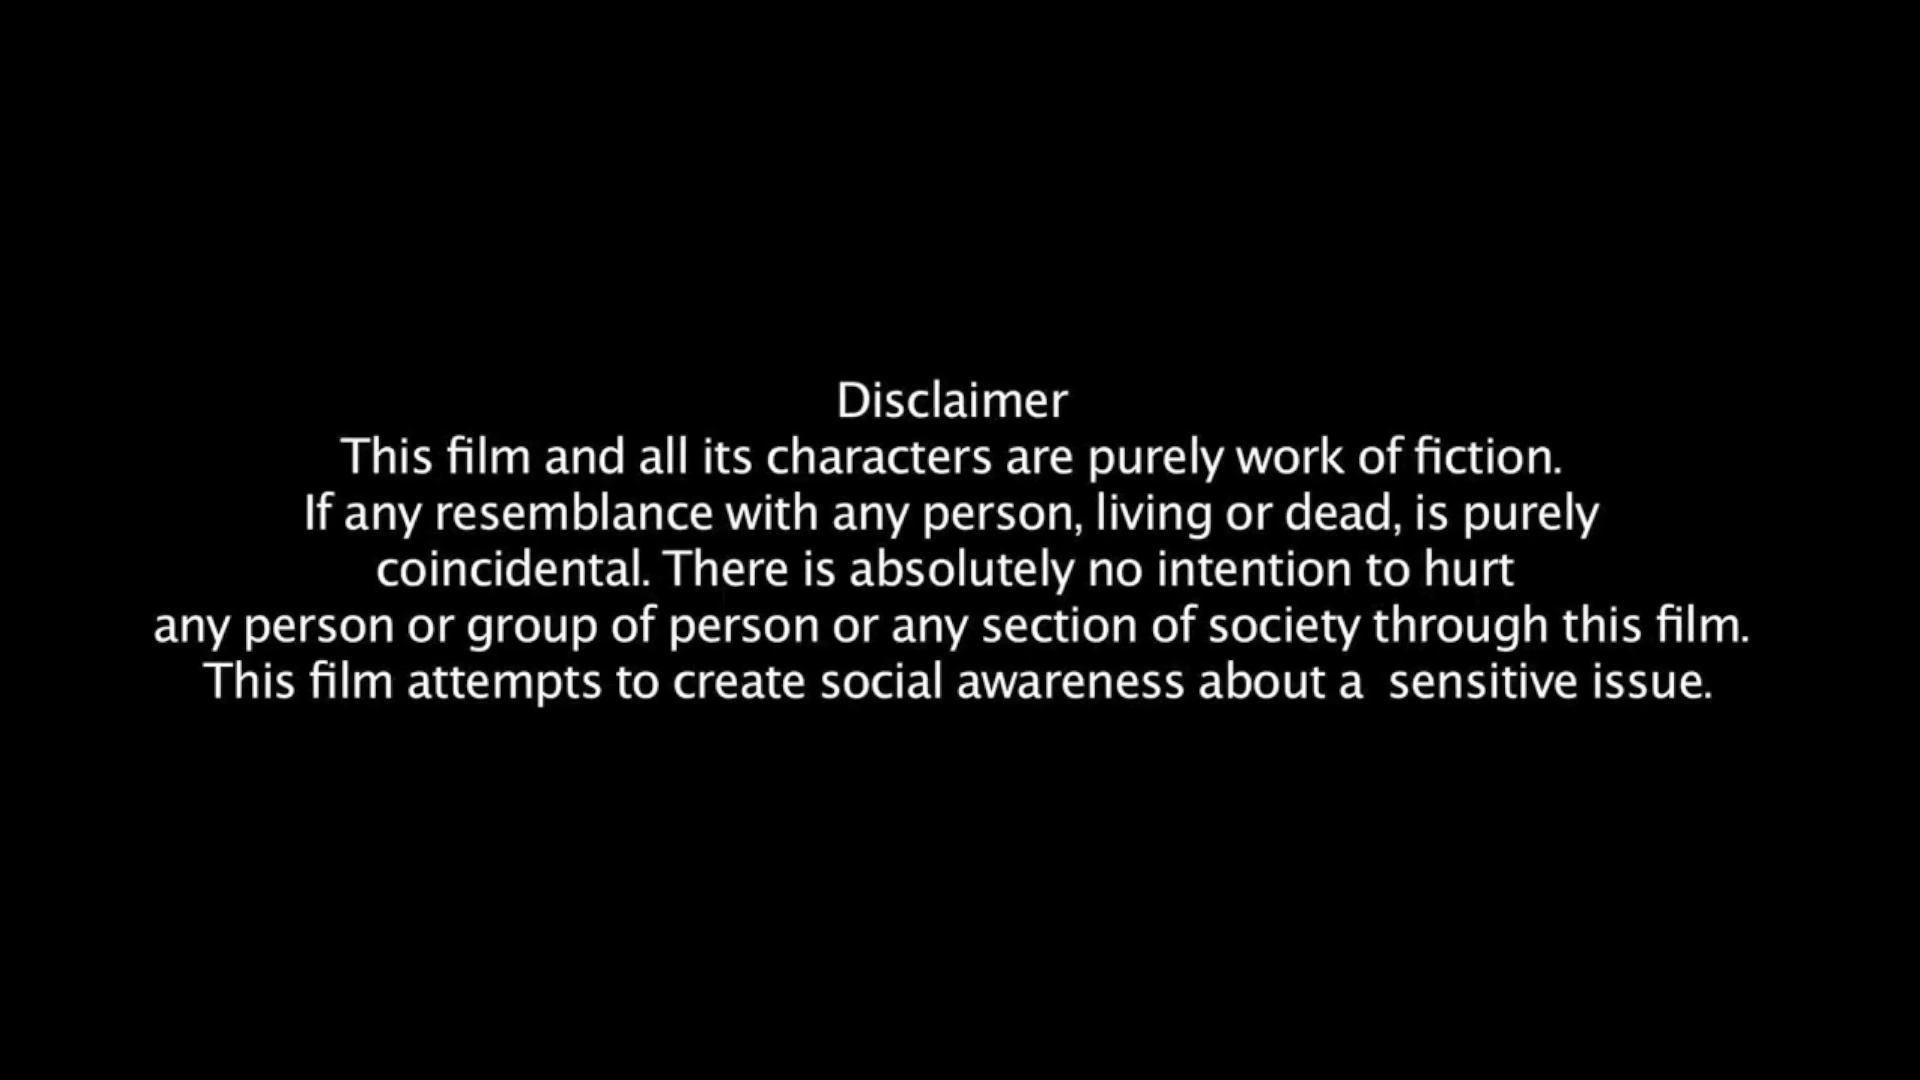 Disclaimer
This film and all its characters are purely work of fiction.
If any resemblance with any person, living or dead, is purely
coincidental. There is absolutely no intention to hurt
any person or group of person or any section of society through this film.
This film attempts to create social awareness about a  sensitive issue.